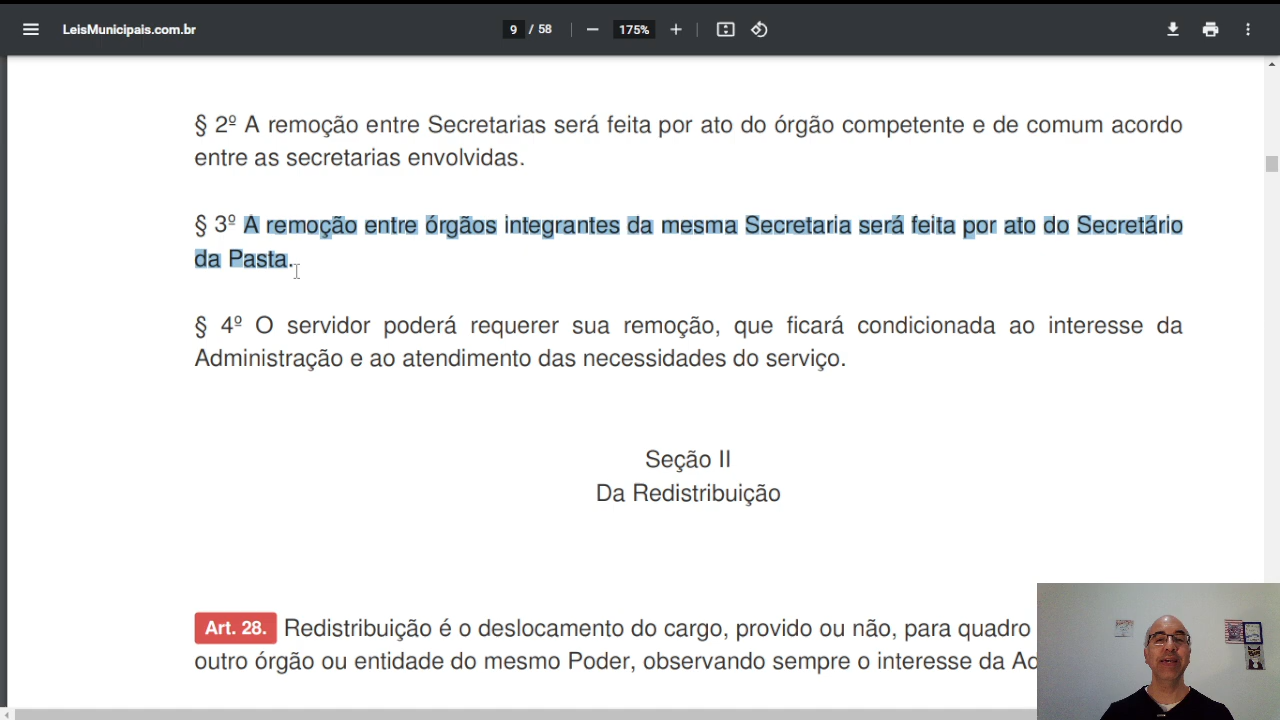 LeisMunicipais.com.br
9 / 58
175%
§ 2º A remoção entre Secretarias será feita por ato do órgão competente e de comum acordo
entre as secretarias envolvidas.
§ 3º A remoção entre órgãos integrantes da mesma Secretaria será feita por ato do Secretário
da Pasta.
§ 4º O servidor poderá requerer sua remoção, que ficará condicionada ao interesse da
Administração e ao atendimento das necessidades do serviço.
Seção II
Da Redistribuição
Art. 28. Redistribuição é o deslocamento do cargo, provido ou não, para quadro
outro órgão ou entidade do mesmo Poder, observando sempre o interesse da